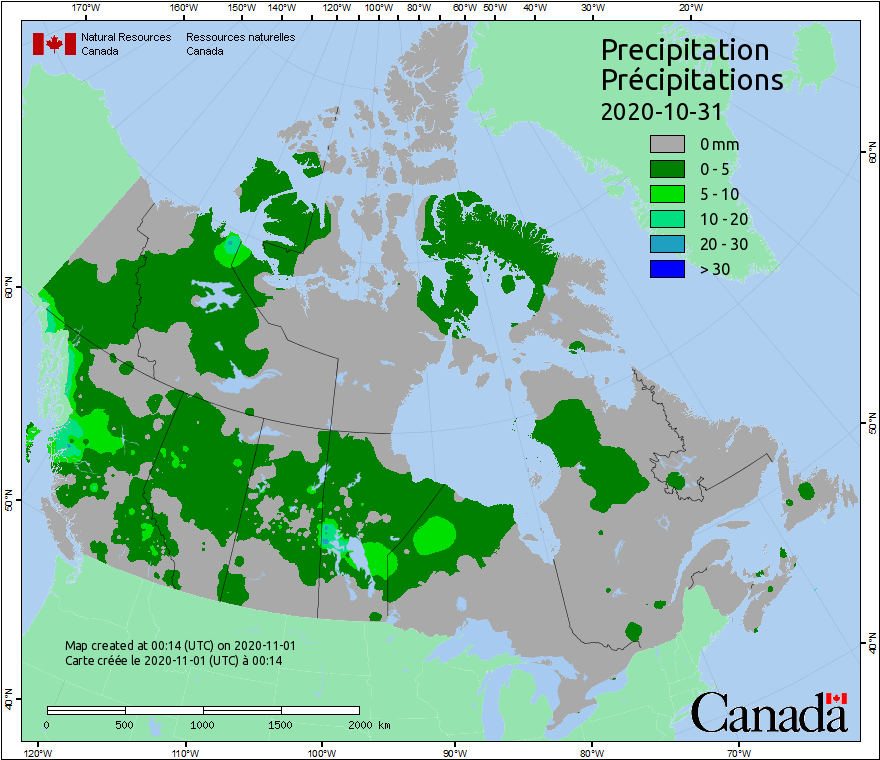 170°W 160°W 150°W 140°W 120°W 100°W 80°W 60°W 50°W 40°W 30°W 20°W
Natural Resources Ressources naturelles
Canada Canada
Precipitation
Précipitations
2020-10-31
0 mm
0 - 5
5 - 10
10 - 20
20 - 30
> 30
60°N
50°N
40°N
60°N
50°N
40°N
Map created at 00:14 (UTC) on 2020-11-01
Carte créée le 2020-11-01 (UTC) à 00:14
0 500 1000 1500 2000 km
Canada
120°W 110°W 100°W 90°W 80°W 70°W